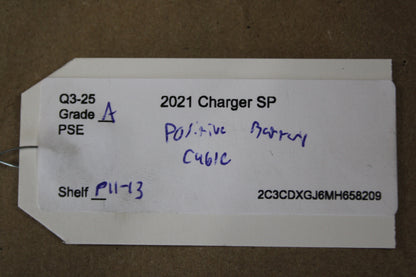 Q3-25
2021 Charger SP
Grade A
PSE
Positive Battery
Cable
Shelf P11-13
2C3CDXGJ6MH658209